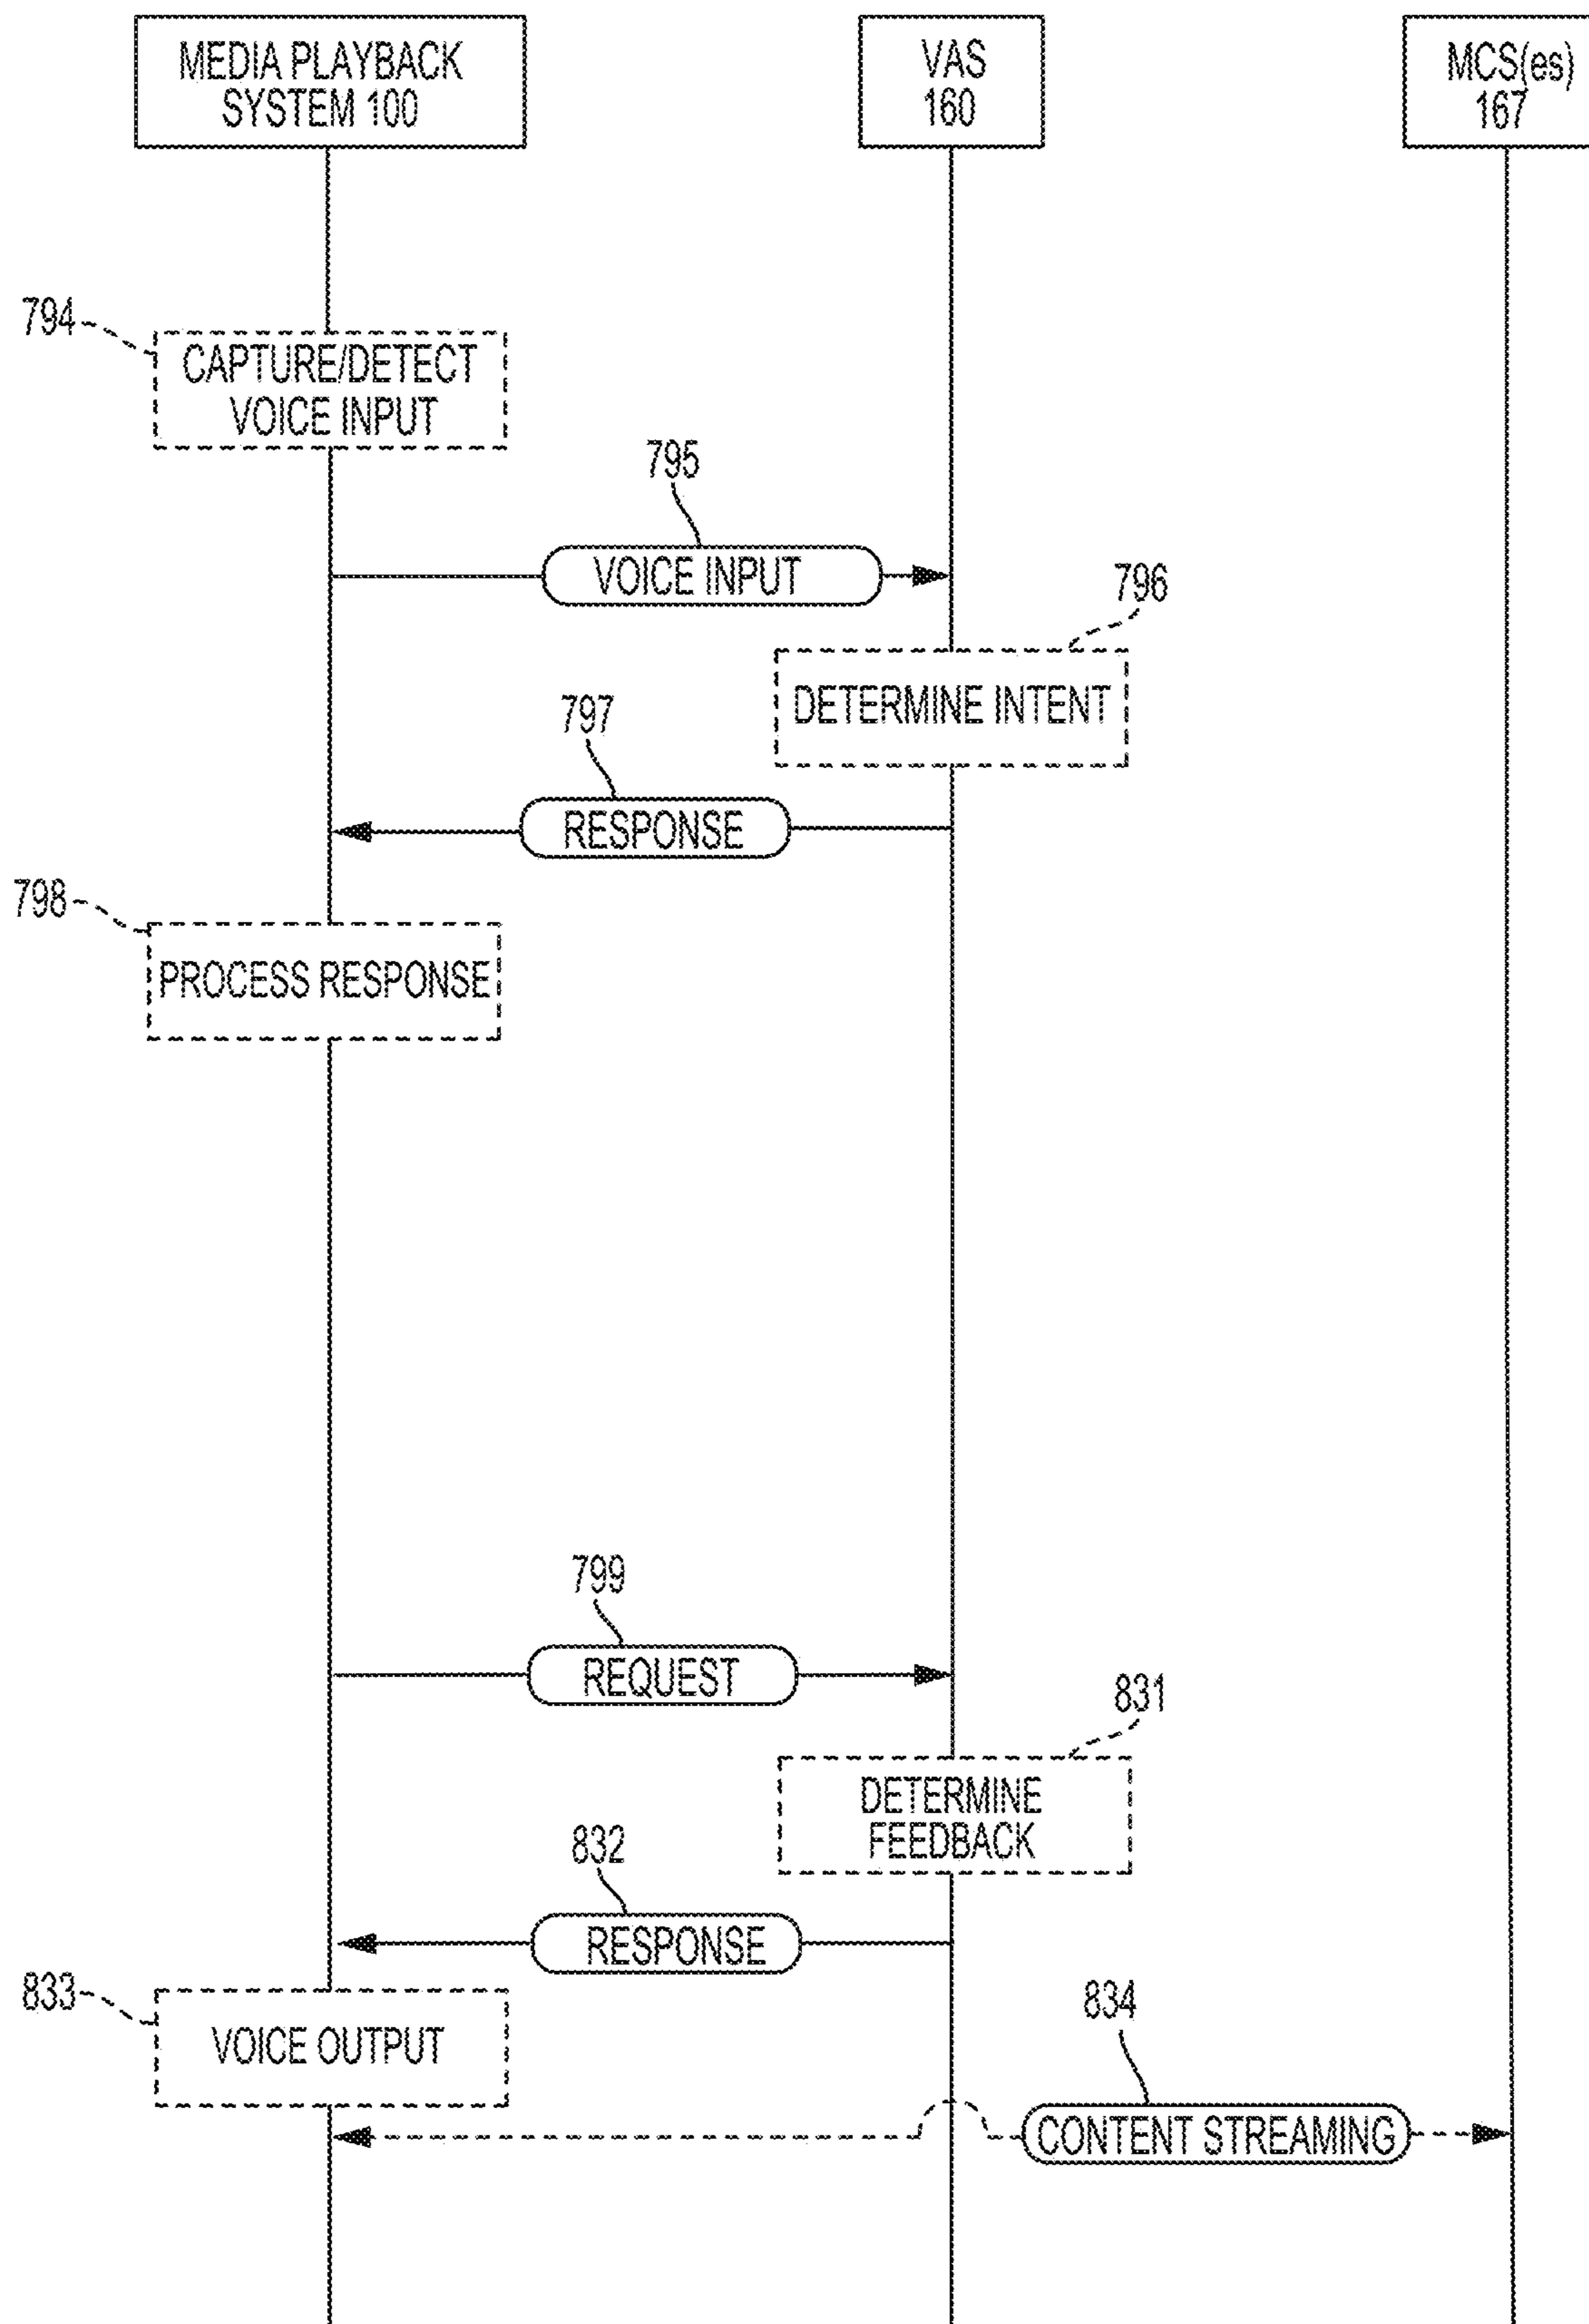 MEDIA PLAYBACK
SYSTEM 100
VAS
160
MCS(es)
167
794
CAPTURE/DETECT
VOICE INPUT
795
VOICE INPUT
796
DETERMINE INTENT
797
RESPONSE
798
PROCESS RESPONSE
799
REQUEST
831
DETERMINE
FEEDBACK
832
RESPONSE
833
VOICE OUTPUT
834
CONTENT STREAMING